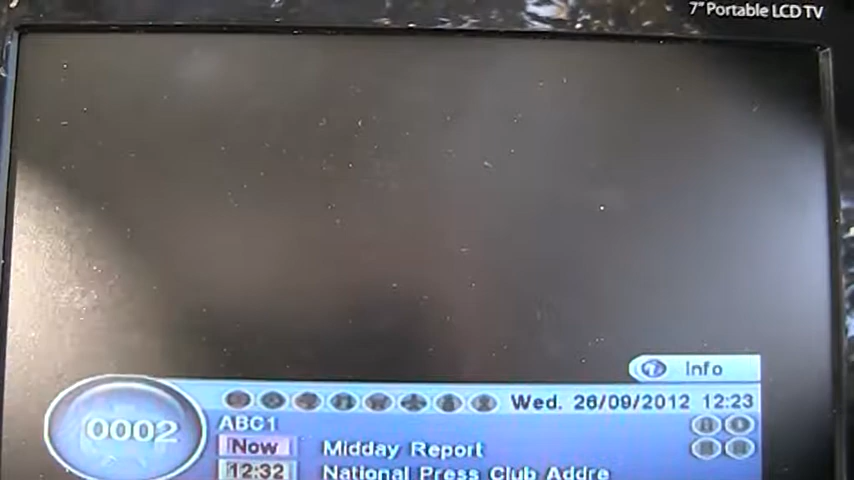 7" Portable LCD TV
Info
Wed. 26/09/2012 12:23
0002
ABC1
Now Midday Report
12:32 National Press Club Addre